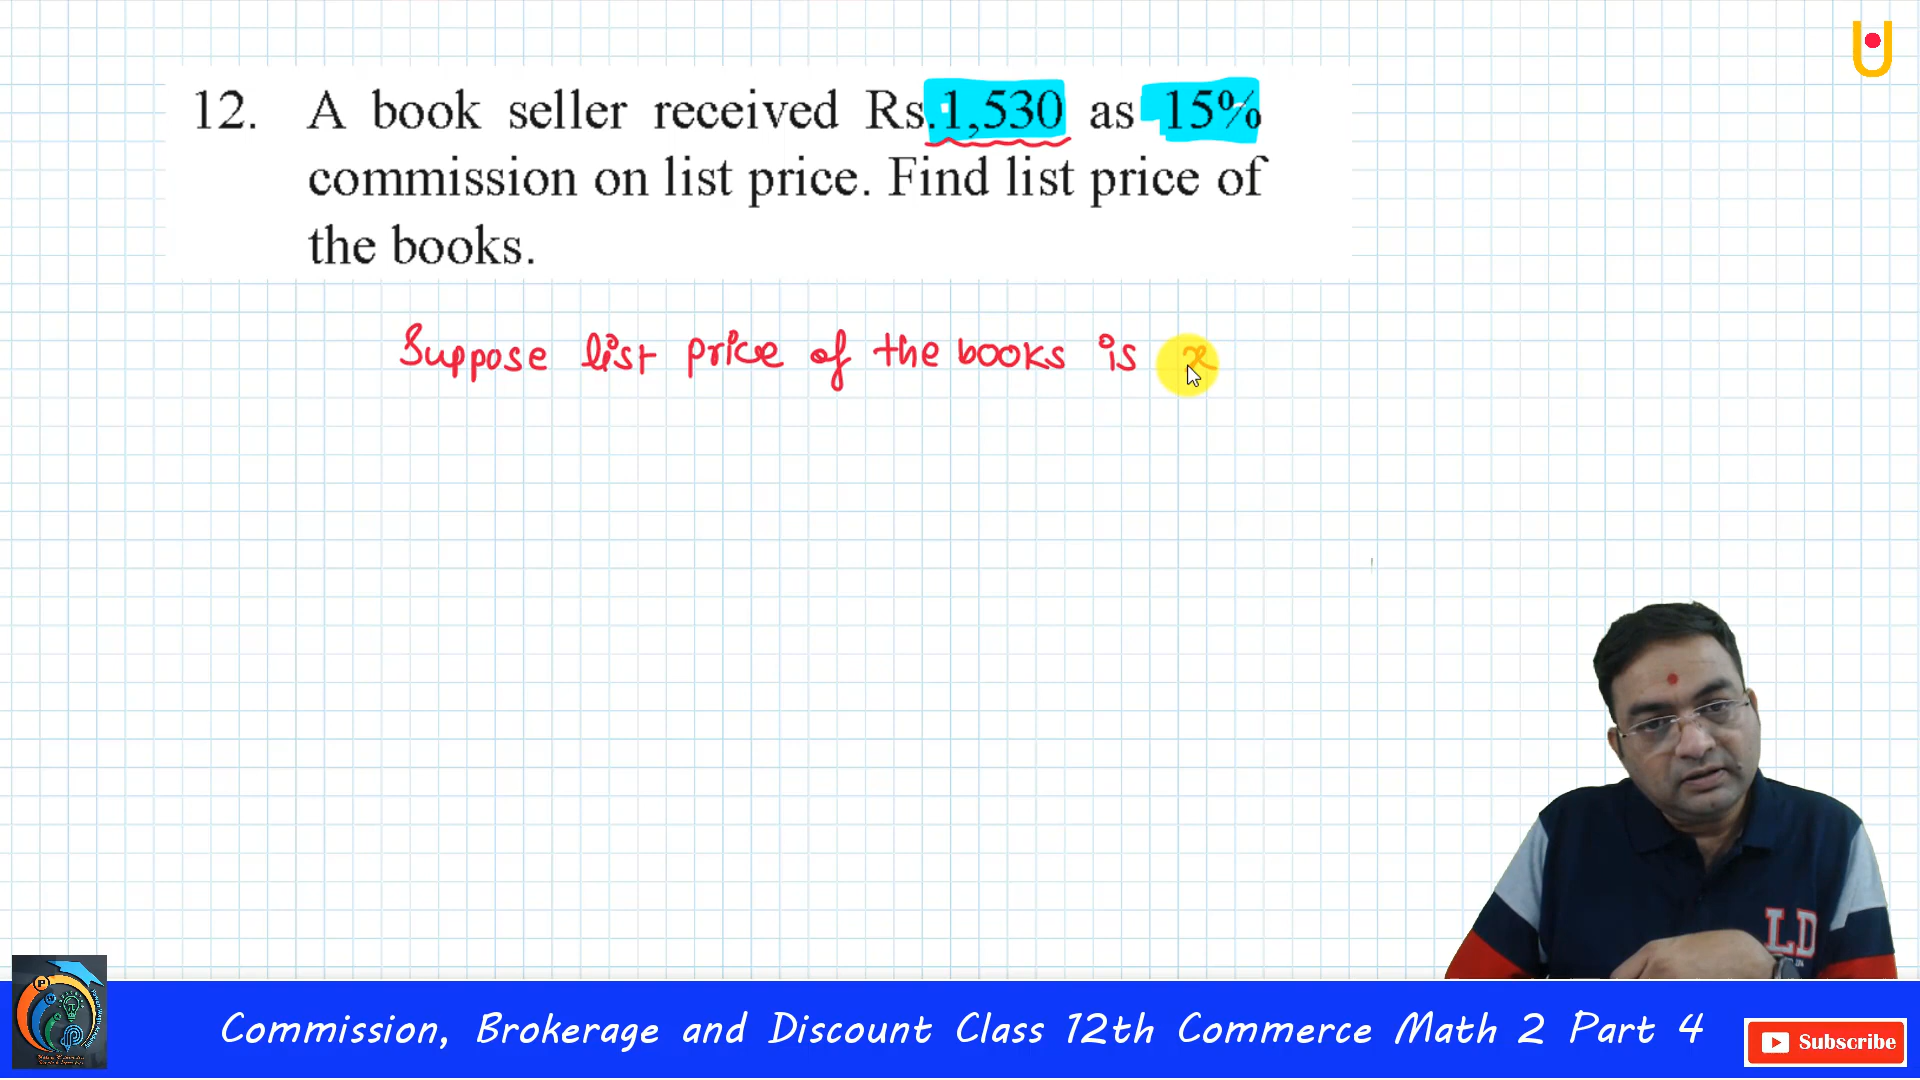 12. A book seller received Rs.1,530 as 15%
commission on list price. Find list price of
the books.
Suppose list price of the books is x
LD
Commission, Brokerage and Discount Class 12th Commerce Math 2 Part 4
Subscribe